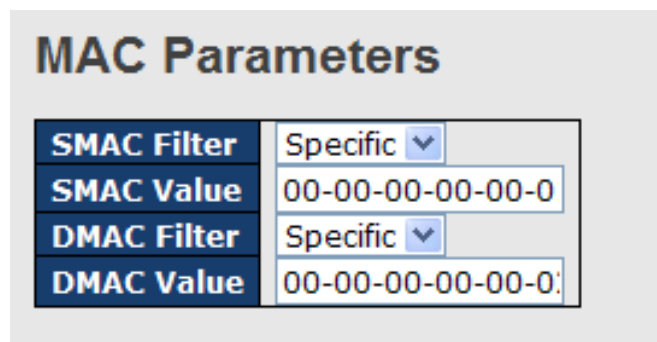 MAC Parameters
SMAC Filter Specific
SMAC Value 00-00-00-00-00-0
DMAC Filter Specific
DMAC Value 00-00-00-00-00-0